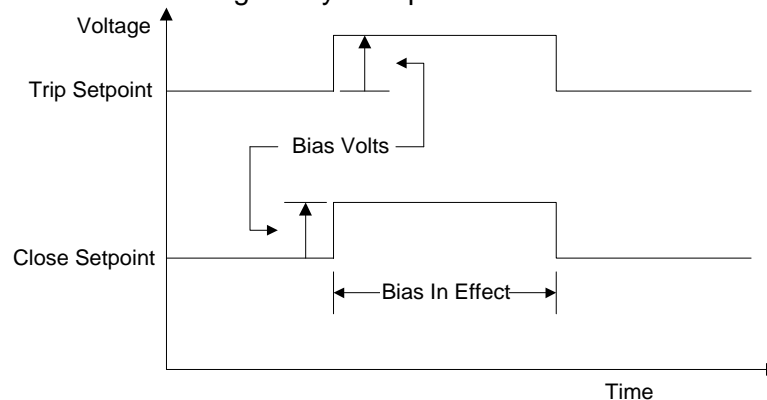 Voltage
Trip Setpoint
Bias Volts
Close Setpoint
Bias In Effect
Time